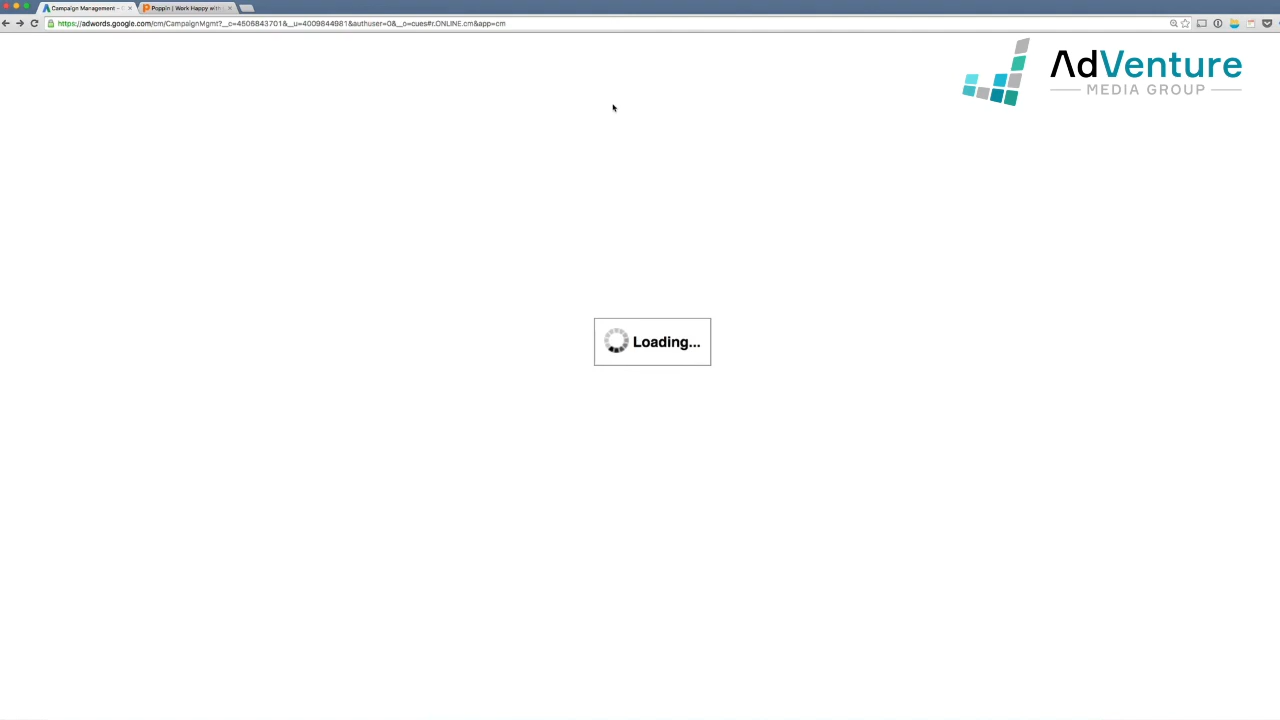 Campaign Management –
Poppin | Work Happy with
https://adwords.google.com/cm/CampaignMgmt?__c=4506843701&__u=4009844981&authuser=0&__o=cues#r.ONLINE.cm&app=cm
AdVenture
MEDIA GROUP
Loading...